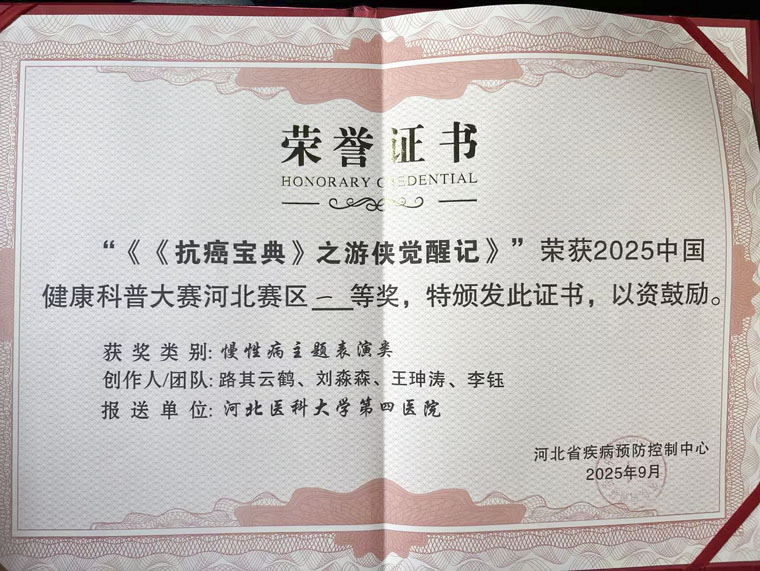 荣誉证书
HONORARY CREDENTIAL
“《《抗癌宝典》之游侠觉醒记》”荣获2025中国
健康科普大赛河北赛区一等奖，特颁发此证书，以资鼓励。
获奖类别：慢性病主题表演类
创作人/团队：路其云鹤、刘淼森、王珅涛、李钰
报送单位：河北医科大学第四医院
河北省疾病预防控制中心
2025年9月